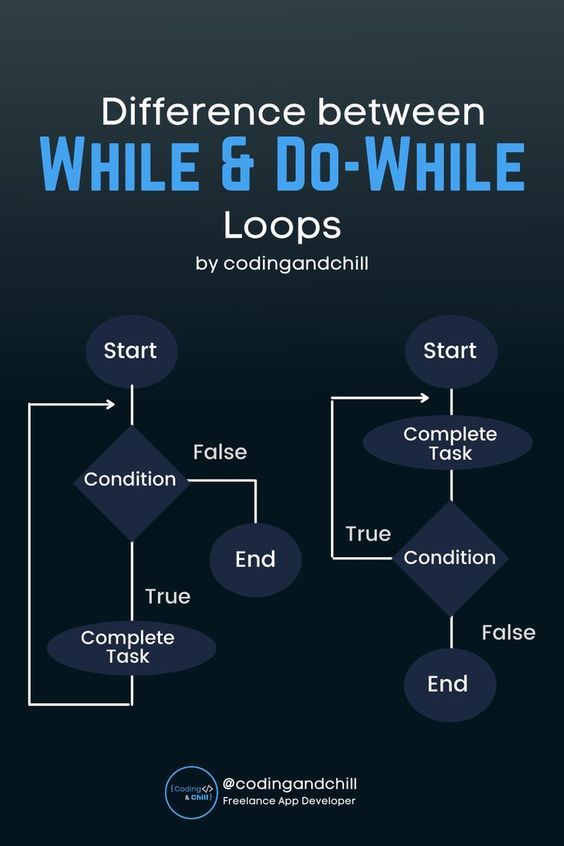 Difference between
While & Do-While
Loops
by codingandchill
Start
Condition
False
End
True
Complete
Task
Start
Complete
Task
True
Condition
False
End
{Coding</>
& Chill}
@codingandchill
Freelance App Developer